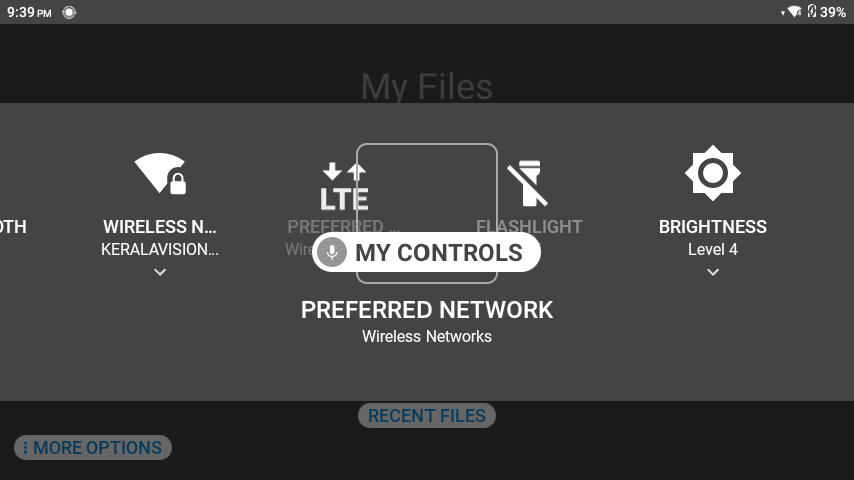 9:39 PM
39%
My Files
OTH
WIRELESS N...
KERALAVISION...
LTE
PREFERRED ...
Wire
FLASHLIGHT
BRIGHTNESS
Level 4
MY CONTROLS
PREFERRED NETWORK
Wireless Networks
RECENT FILES
MORE OPTIONS